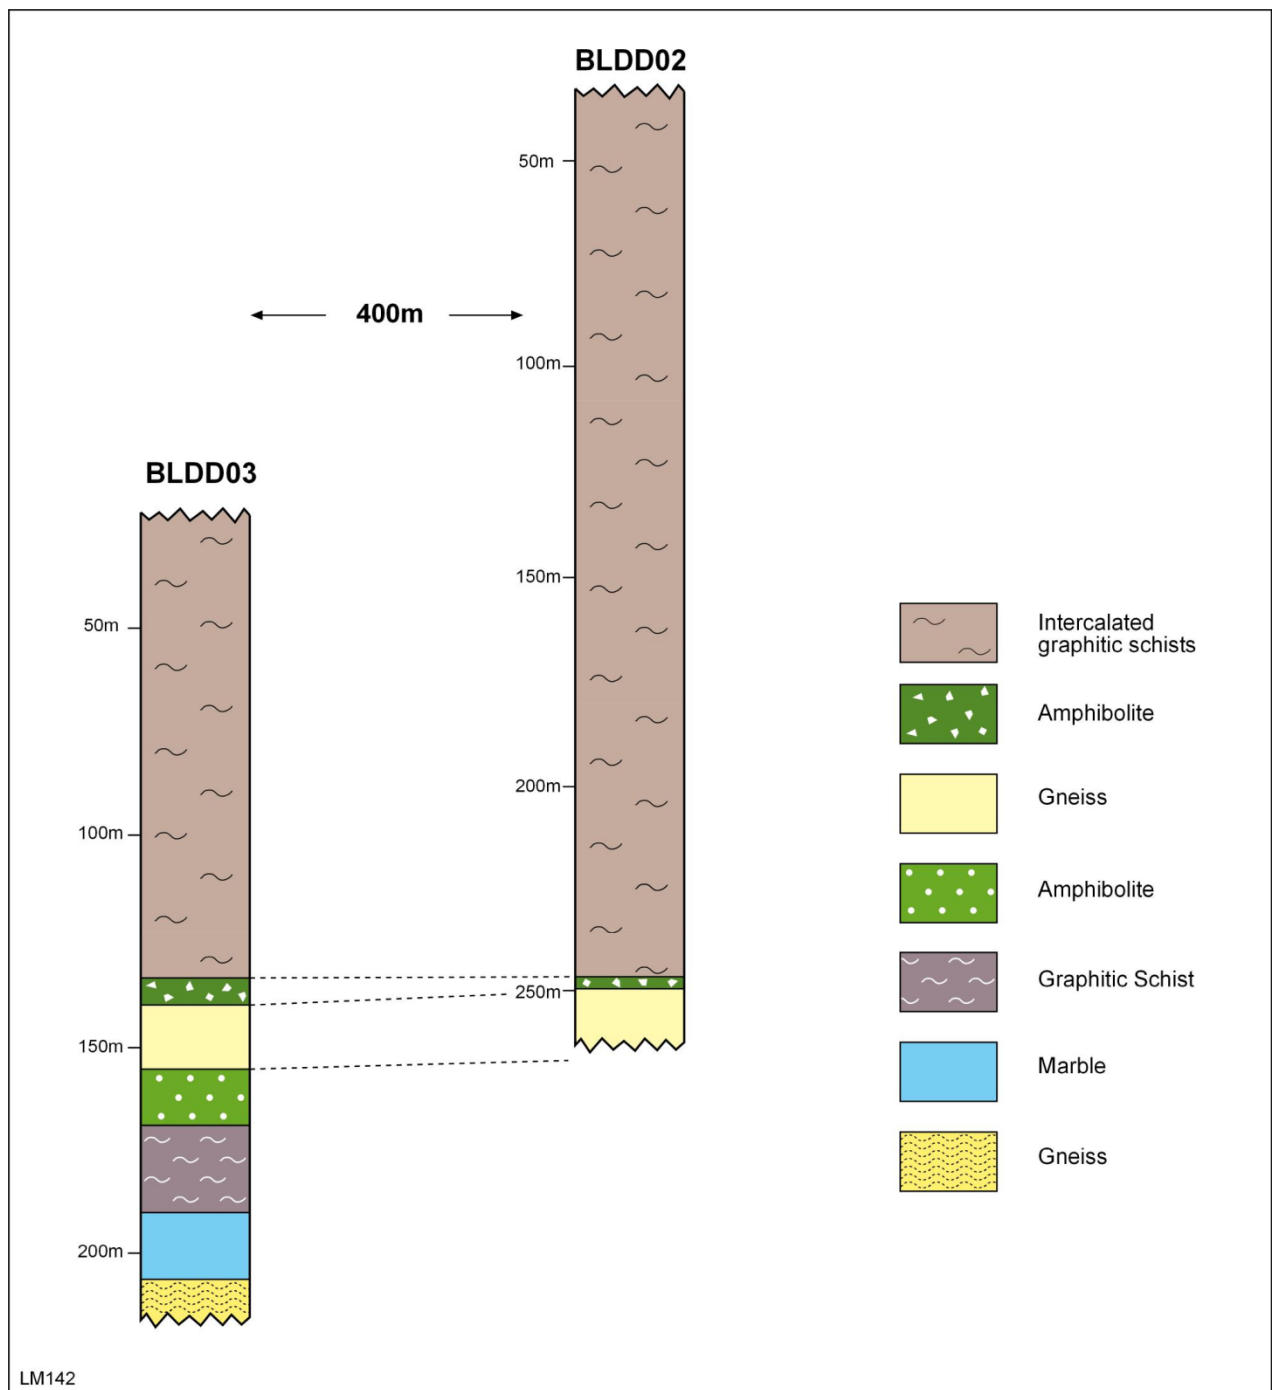 BLDD02
50m
400m
100m
BLDD03
150m
50m
200m
100m
250m
150m
200m
Intercalated
graphitic schists
Amphibolite
Gneiss
Amphibolite
Graphitic Schist
Marble
Gneiss
LM142